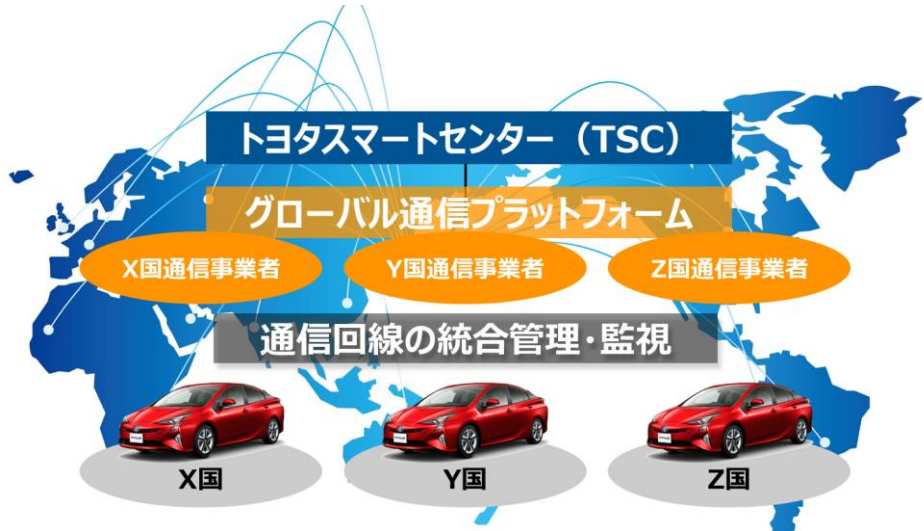 トヨタスマートセンター（TSC）
グローバル通信プラットフォーム
X国通信事業者
Y国通信事業者
Z国通信事業者
通信回線の統合管理・監視
X国
Y国
Z国